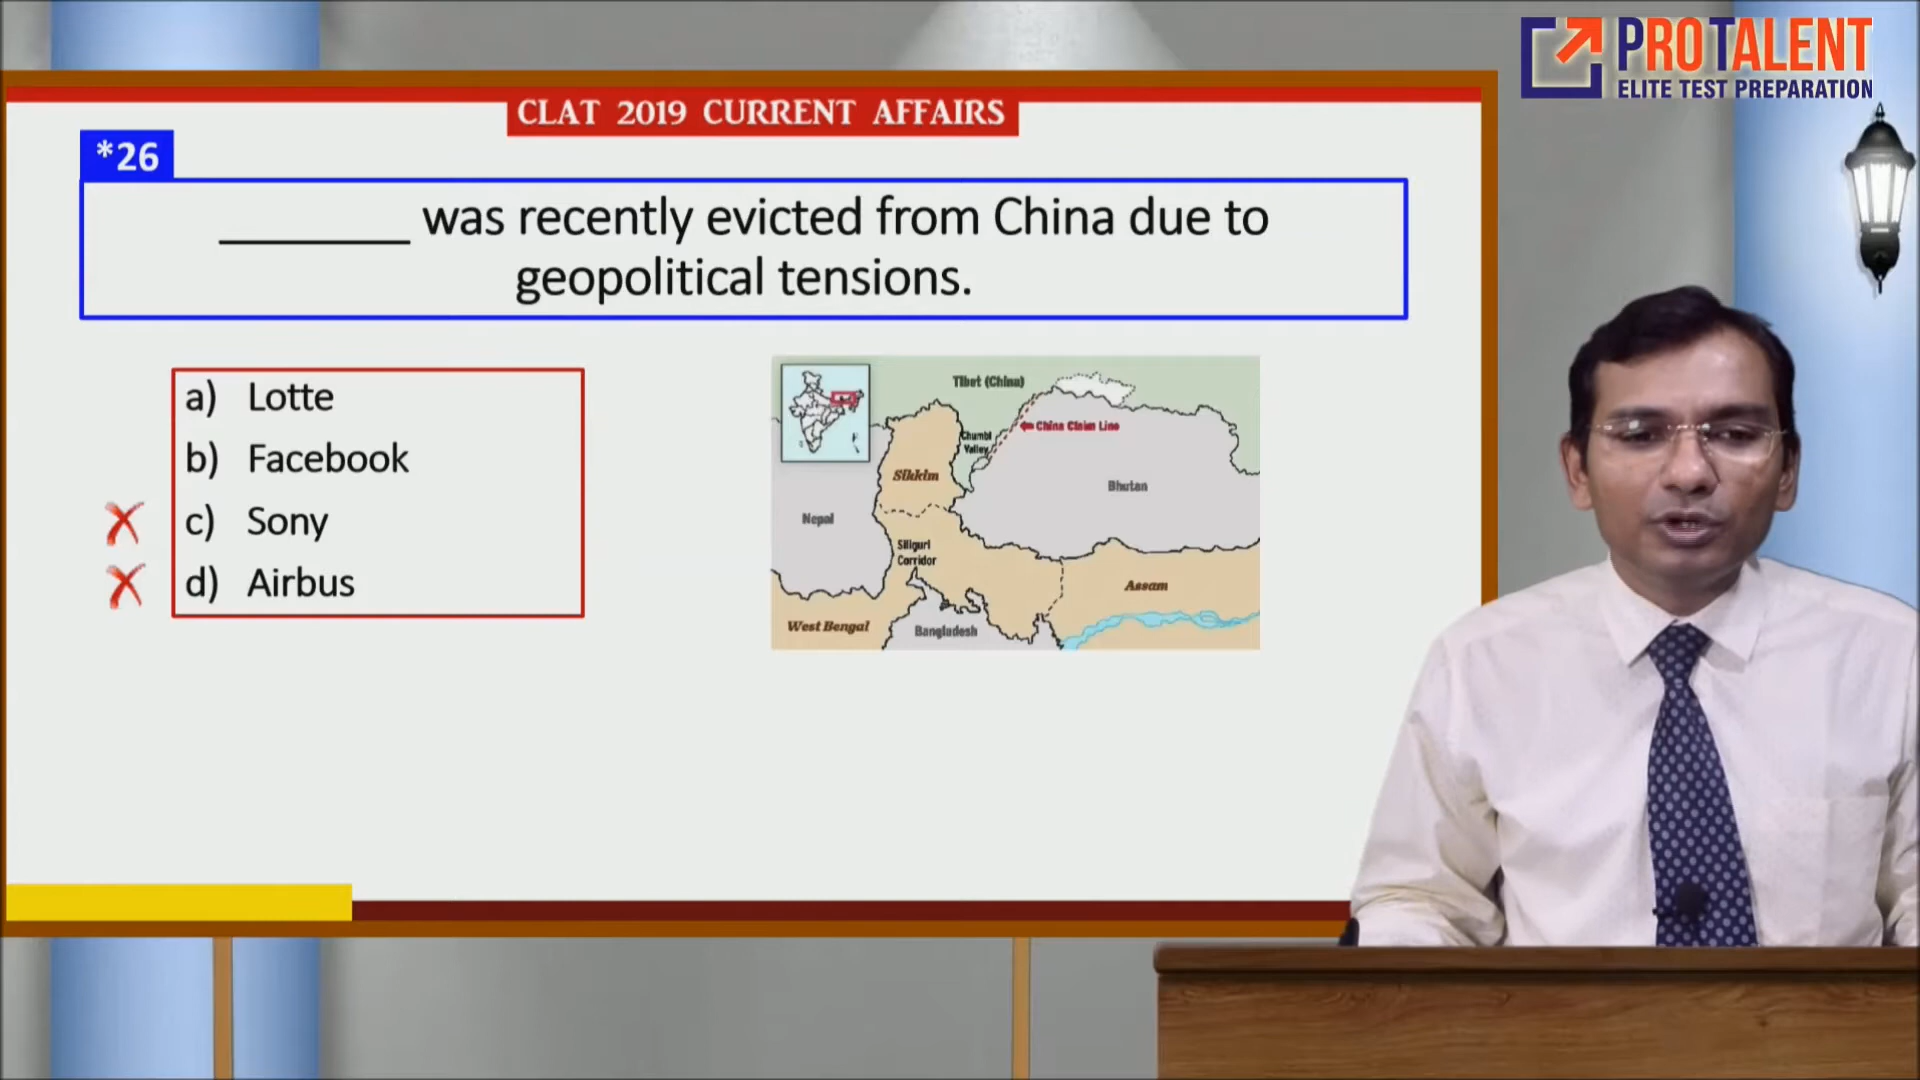 PROTALENT
ELITE TEST PREPARATION
CLAT 2019 CURRENT AFFAIRS
*26
________ was recently evicted from China due to
geopolitical tensions.
a) Lotte
b) Facebook
c) Sony
d) Airbus
Tibet (China)
China Claim Line
Chumbi
Valley
Sikkim
Bhutan
Nepal
Siliguri
Corridor
Assam
West Bengal
Bangladesh